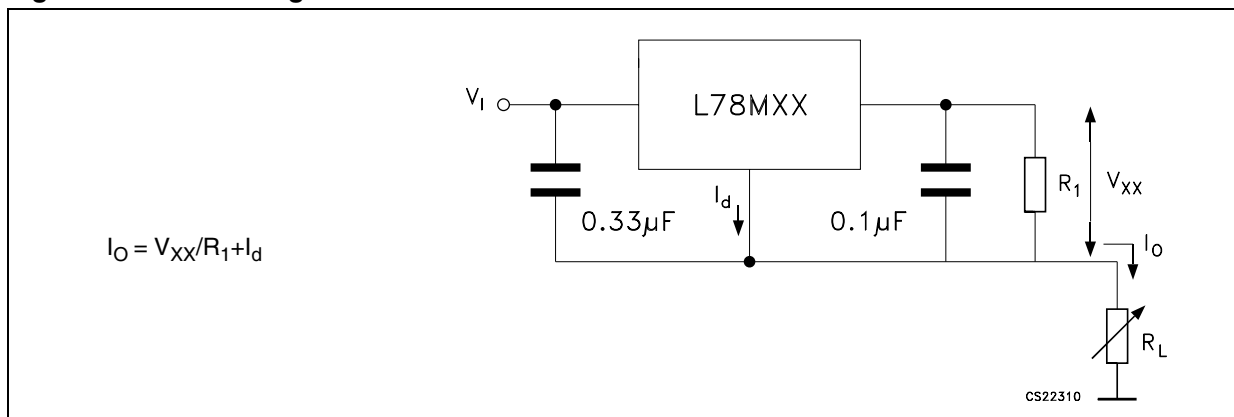 V_I
L78MXX
I_d
0.33µF
0.1µF
R_1
V_XX
I_O = V_XX/R_1+I_d
I_O
R_L
CS22310